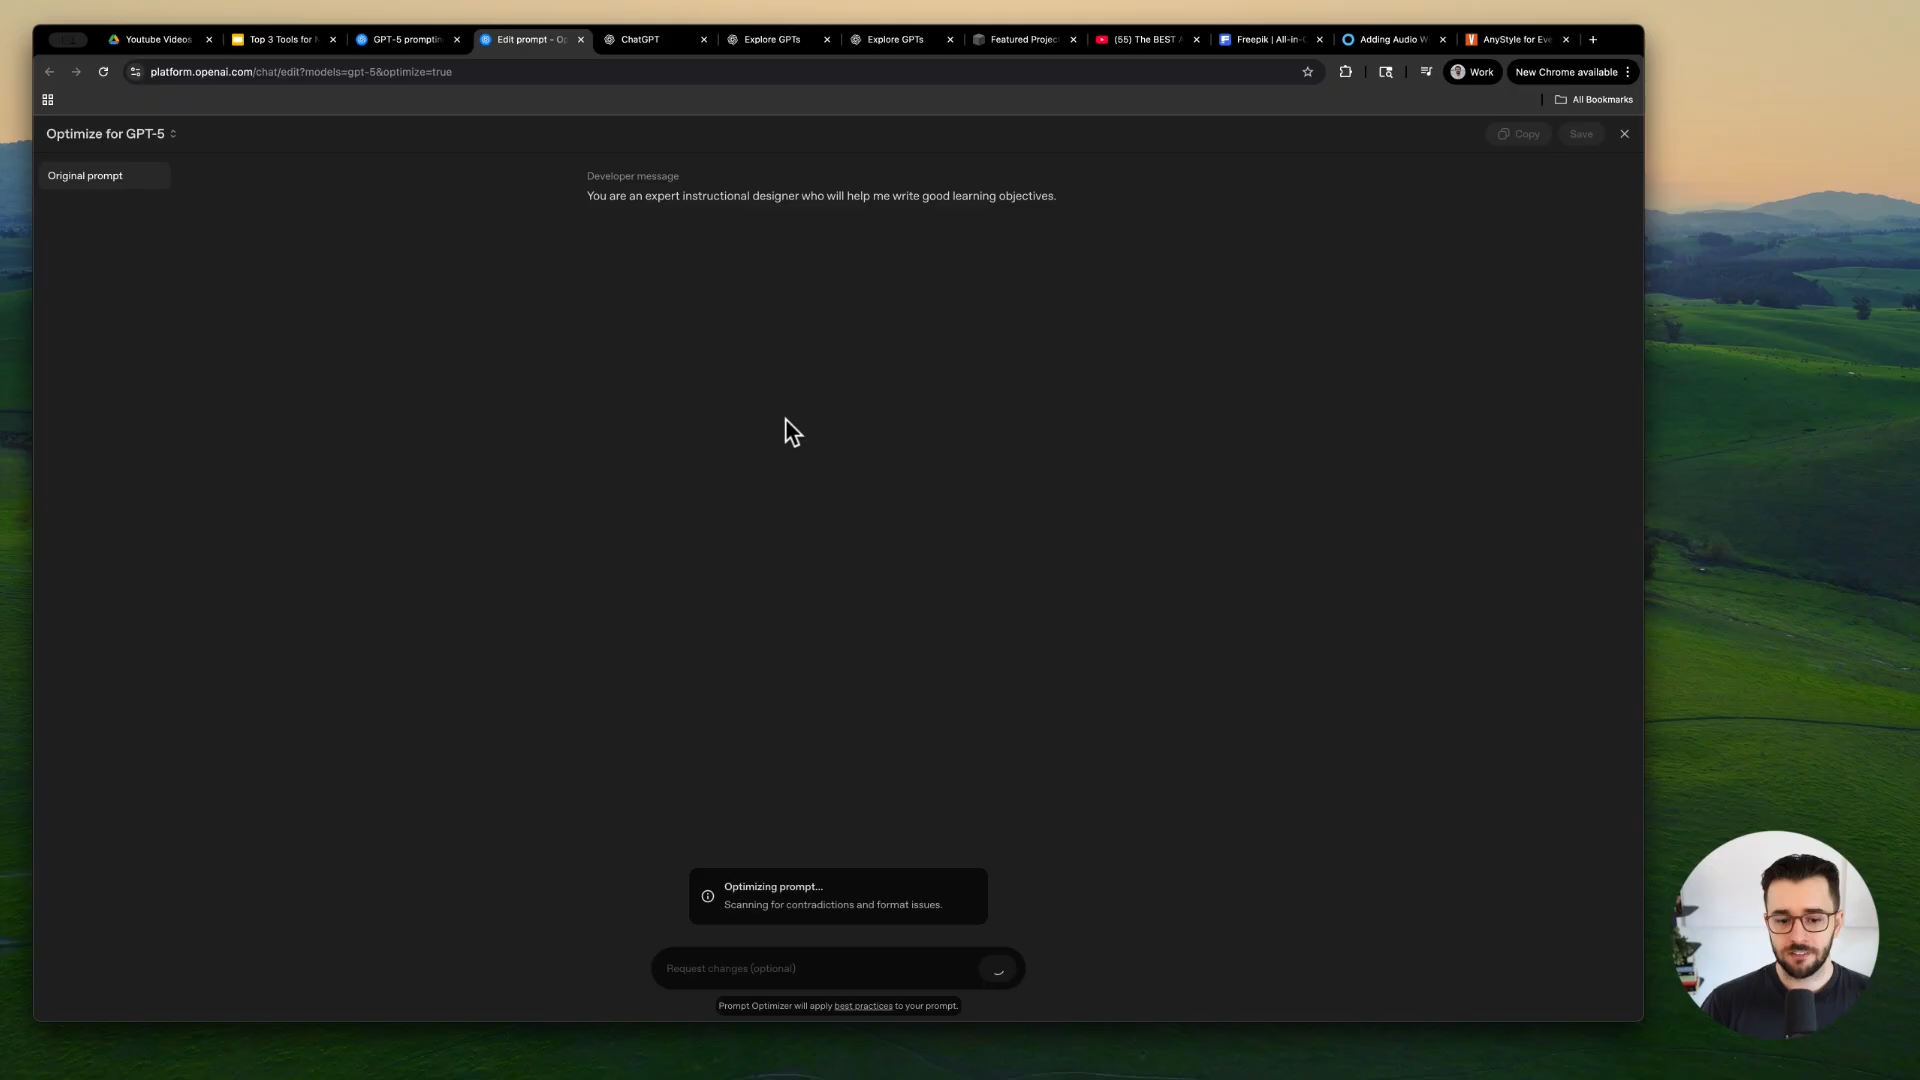 Youtube Videos
Top 3 Tools for
GPT-5 promptin
Edit prompt - Op
ChatGPT
Explore GPTs
Explore GPTs
Featured Projec
(55) The BEST
Freepik | All-in-
Adding Audio W
AnyStyle for Eve
platform.openai.com/chat/edit?models=gpt-5&optimize=true
Work
New Chrome available
All Bookmarks
Optimize for GPT-5
Copy
Save
Original prompt
Developer message
You are an expert instructional designer who will help me write good learning objectives.
Optimizing prompt...
Scanning for contradictions and format issues.
Request changes (optional)
Prompt Optimizer will apply best practices to your prompt.